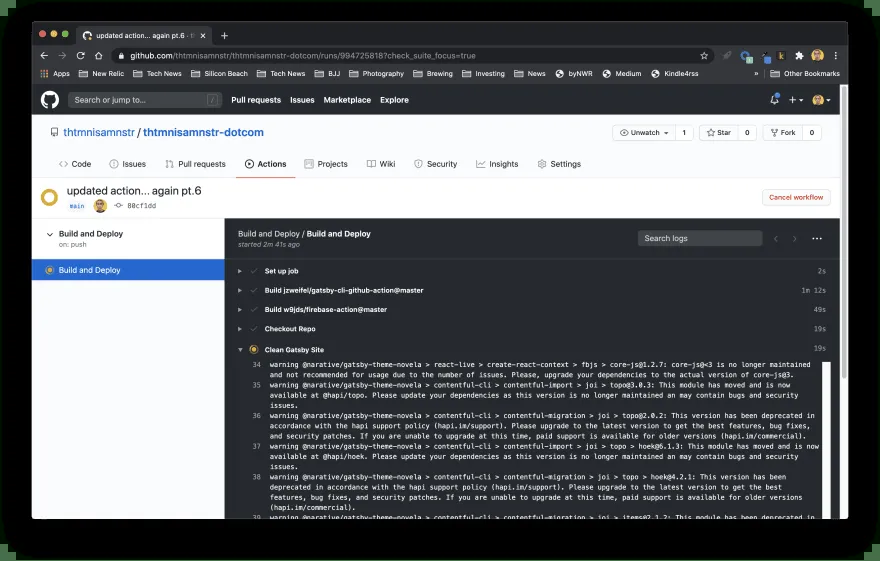 updated action... again pt.6 · t
github.com/thtmnisamnstr/thtmnisamnstr-dotcom/runs/994725818?check_suite_focus=true
Apps New Relic Tech News Silicon Beach Tech News BJJ Photography Brewing Investing News byNWR Medium Kindle4rss » Other Bookmarks
Search or jump to... / Pull requests Issues Marketplace Explore
thtmnisamnstr / thtmnisamnstr-dotcom Unwatch 1 Star 0 Fork 0
Code Issues Pull requests Actions Projects Wiki Security Insights Settings
updated action... again pt.6
main 80cf1dd
Cancel workflow
Build and Deploy
on: push
Build and Deploy
Build and Deploy / Build and Deploy
started 2m 41s ago
Search logs
Set up job 2s
Build jzweifel/gatsby-cli-github-action@master 1m 12s
Build w9jds/firebase-action@master 49s
Checkout Repo 19s
Clean Gatsby Site 19s
34 warning @narative/gatsby-theme-novela > react-live > create-react-context > fbjs > core-js@1.2.7: core-js@<3 is no longer maintained
and not recommended for usage due to the number of issues. Please, upgrade your dependencies to the actual version of core-js@3.
35 warning @narative/gatsby-theme-novela > contentful-cli > contentful-import > joi > topo@3.0.3: This module has moved and is now
available at @hapi/topo. Please update your dependencies as this version is no longer maintained an may contain bugs and security
issues.
36 warning @narative/gatsby-theme-novela > contentful-cli > contentful-migration > joi > topo@2.0.2: This version has been deprecated in
accordance with the hapi support policy (hapi.im/support). Please upgrade to the latest version to get the best features, bug fixes,
and security patches. If you are unable to upgrade at this time, paid support is available for older versions (hapi.im/commercial).
37 warning @narative/gatsby-theme-novela > contentful-cli > contentful-import > joi > topo > hoek@6.1.3: This module has moved and is now
available at @hapi/hoek. Please update your dependencies as this version is no longer maintained an may contain bugs and security
issues.
38 warning @narative/gatsby-theme-novela > contentful-cli > contentful-migration > joi > topo > hoek@4.2.1: This version has been
deprecated in accordance with the hapi support policy (hapi.im/support). Please upgrade to the latest version to get the best
features, bug fixes, and security patches. If you are unable to upgrade at this time, paid support is available for older versions
(hapi.im/commercial).
39 warning @narative/gatsby-theme-novela > contentful-cli > contentful-migration > joi > items@2.1.2: This module has been deprecated in